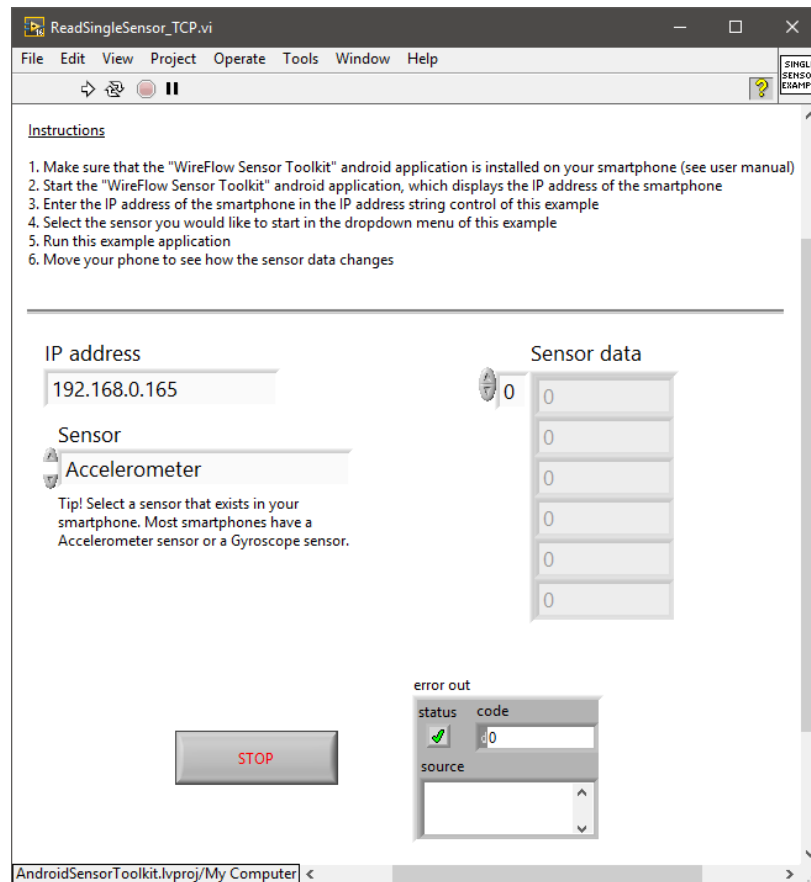 ReadSingleSensor_TCP.vi
File Edit View Project Operate Tools Window Help
SINGL
SENSO
EXAMP
Instructions
1. Make sure that the "WireFlow Sensor Toolkit" android application is installed on your smartphone (see user manual)
2. Start the "WireFlow Sensor Toolkit" android application, which displays the IP address of the smartphone
3. Enter the IP address of the smartphone in the IP address string control of this example
4. Select the sensor you would like to start in the dropdown menu of this example
5. Run this example application
6. Move your phone to see how the sensor data changes
IP address
192.168.0.165
Sensor
Accelerometer
Tip! Select a sensor that exists in your
smartphone. Most smartphones have a
Accelerometer sensor or a Gyroscope sensor.
Sensor data
0 0
0
0
0
0
0
error out
status code
d 0
source
STOP
AndroidSensorToolkit.lvproj/My Computer